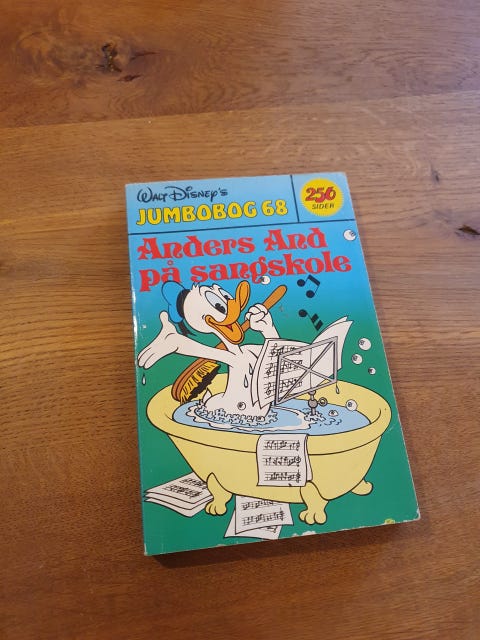 WALT DISNEY'S
JUMBOBOG 68
256
SIDER
Anders And
på sangskole